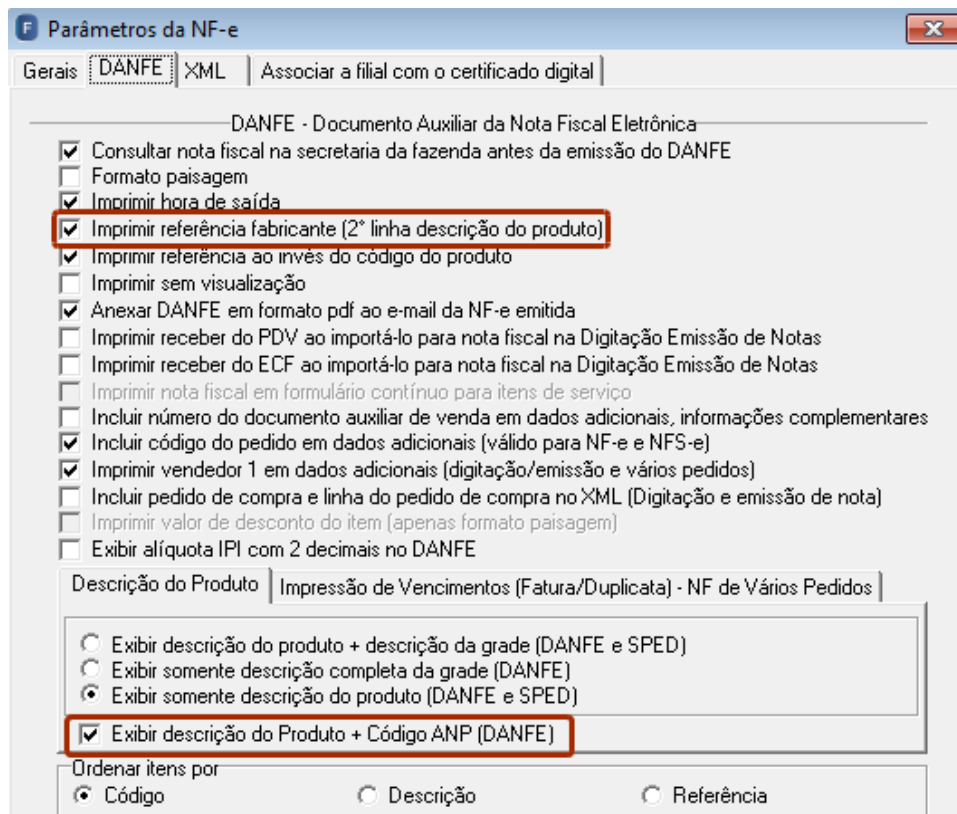 F Parâmetros da NF-e
Gerais DANFE XML Associar a filial com o certificado digital
DANFE - Documento Auxiliar da Nota Fiscal Eletrônica
Consultar nota fiscal na secretaria da fazenda antes da emissão do DANFE
Formato paisagem
Imprimir hora de saída
Imprimir referência fabricante (2° linha descrição do produto)
Imprimir referência ao invés do código do produto
Imprimir sem visualização
Anexar DANFE em formato pdf ao e-mail da NF-e emitida
Imprimir receber do PDV ao importá-lo para nota fiscal na Digitação Emissão de Notas
Imprimir receber do ECF ao importá-lo para nota fiscal na Digitação Emissão de Notas
Imprimir nota fiscal em formulário contínuo para itens de serviço
Incluir número do documento auxiliar de venda em dados adicionais, informações complementares
Incluir código do pedido em dados adicionais (válido para NF-e e NFS-e)
Imprimir vendedor 1 em dados adicionais (digitação/emissão e vários pedidos)
Incluir pedido de compra e linha do pedido de compra no XML (Digitação e emissão de nota)
Imprimir valor de desconto do item (apenas formato paisagem)
Exibir alíquota IPI com 2 decimais no DANFE
Descrição do Produto Impressão de Vencimentos (Fatura/Duplicata) - NF de Vários Pedidos
Exibir descrição do produto + descrição da grade (DANFE e SPED)
Exibir somente descrição completa da grade (DANFE)
Exibir somente descrição do produto (DANFE e SPED)
Exibir descrição do Produto + Código ANP (DANFE)
Ordenar itens por
Código Descrição Referência